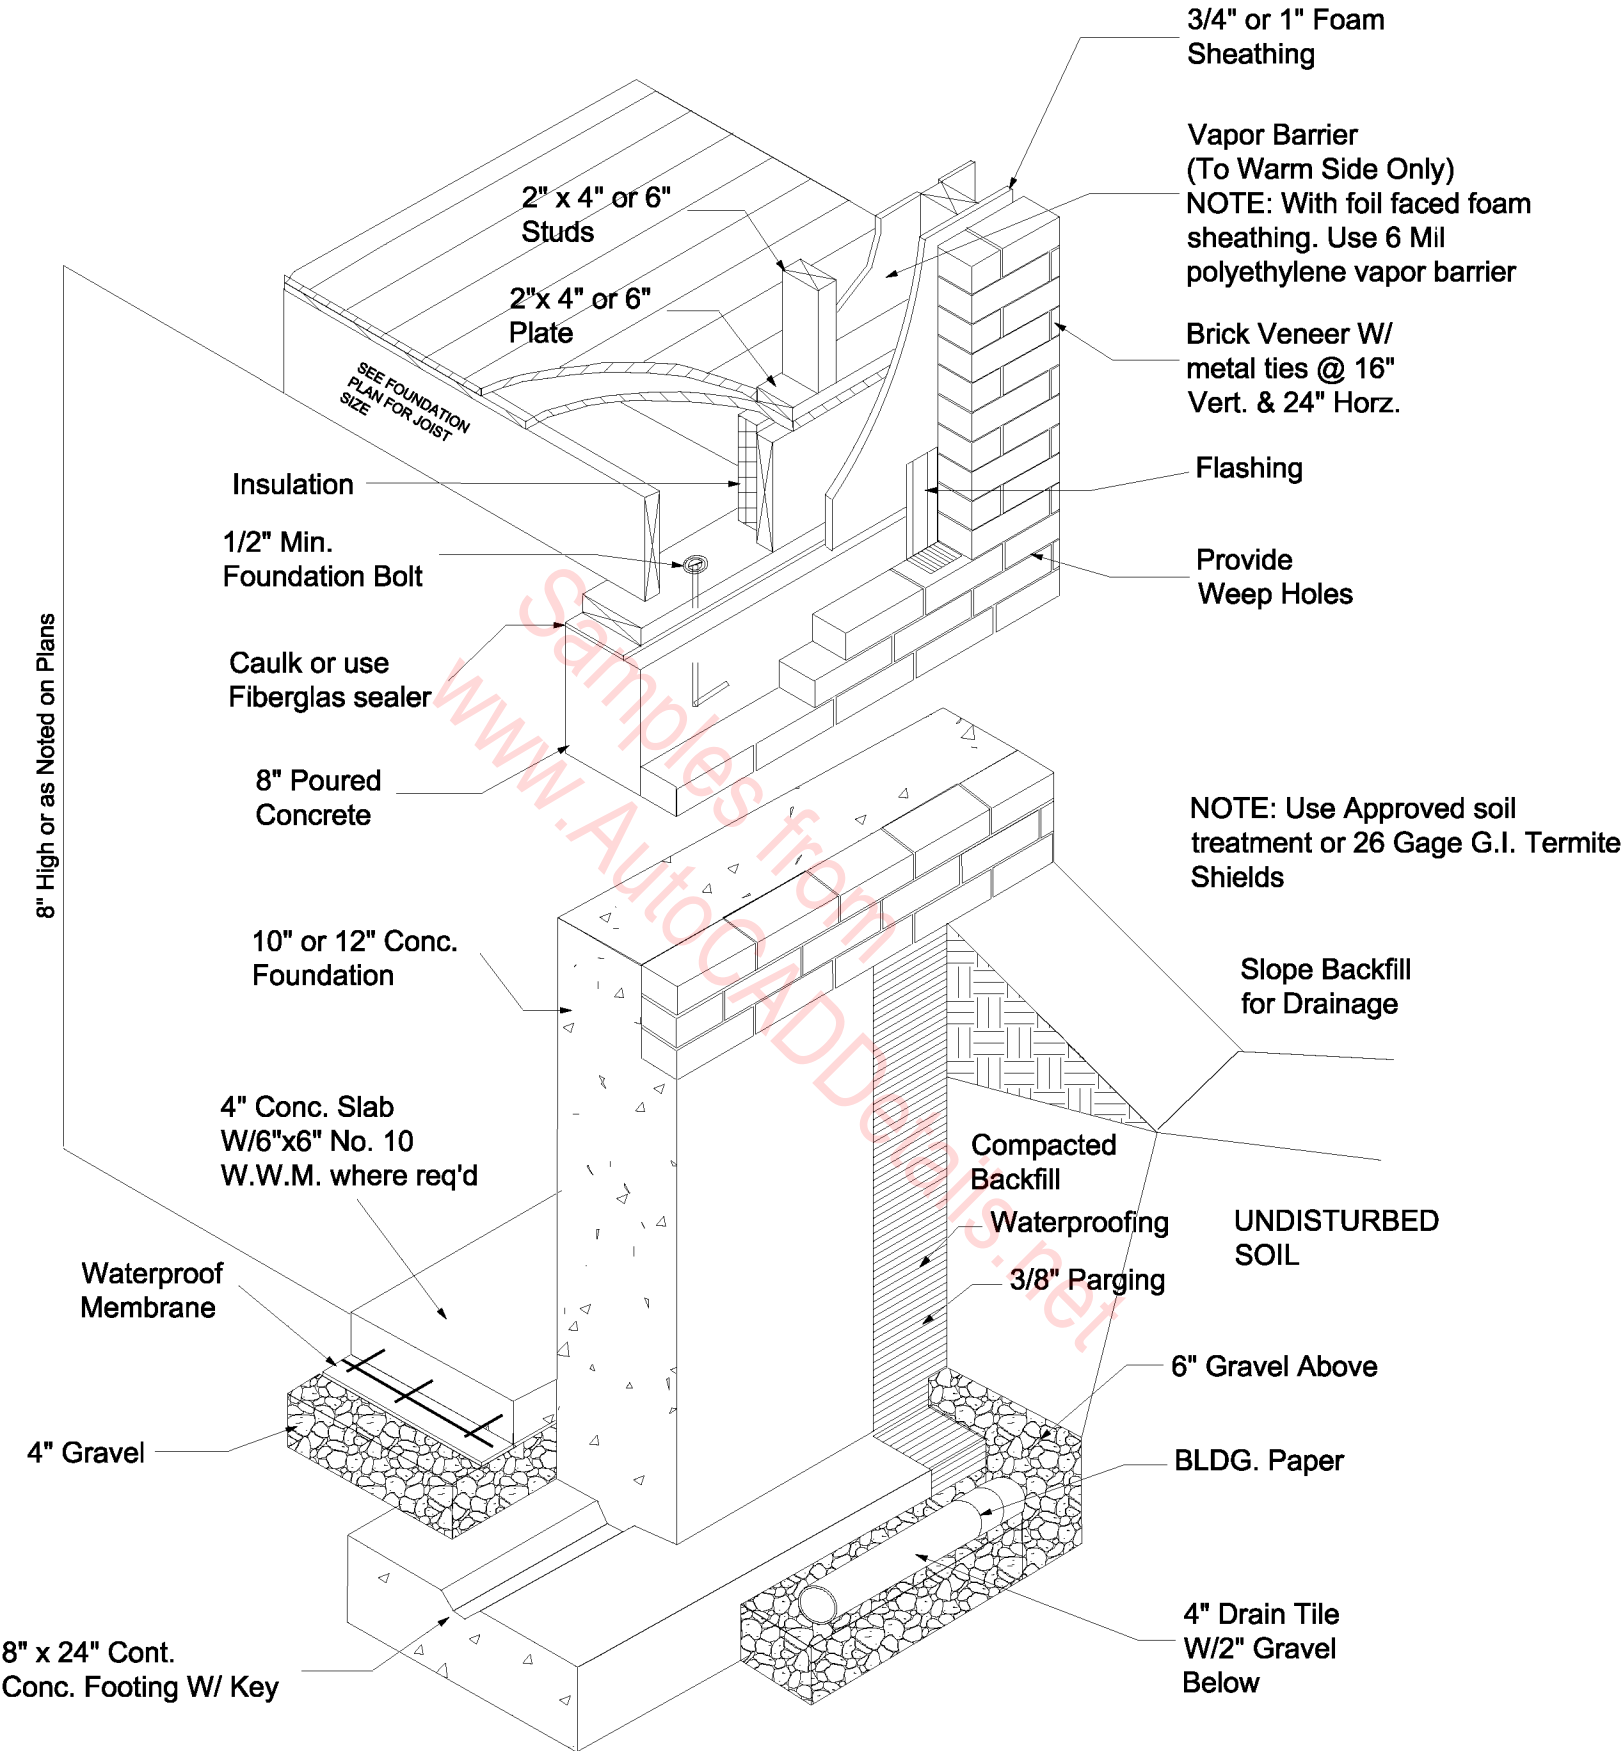 3/4" or 1" Foam
Sheathing
Vapor Barrier
(To Warm Side Only)
NOTE: With foil faced foam
sheathing. Use 6 Mil
polyethylene vapor barrier
2" x 4" or 6"
Studs
2"x 4" or 6"
Plate
Brick Veneer W/
metal ties @ 16"
Vert. & 24" Horz.
SEE FOUNDATION
PLAN FOR JOIST
SIZE
Insulation
Flashing
1/2" Min.
Foundation Bolt
Provide
Weep Holes
Caulk or use
Fiberglas sealer
8" High or as Noted on Plans
8" Poured
Concrete
NOTE: Use Approved soil
treatment or 26 Gage G.I. Termite
Shields
10" or 12" Conc.
Foundation
Slope Backfill
for Drainage
4" Conc. Slab
W/6"x6" No. 10
W.W.M. where req'd
Compacted
Backfill
Waterproofing
UNDISTURBED
SOIL
3/8" Parging
Waterproof
Membrane
6" Gravel Above
4" Gravel
BLDG. Paper
4" Drain Tile
W/2" Gravel
Below
8" x 24" Cont.
Conc. Footing W/ Key
Samples from
www.AutoCADDetails.net